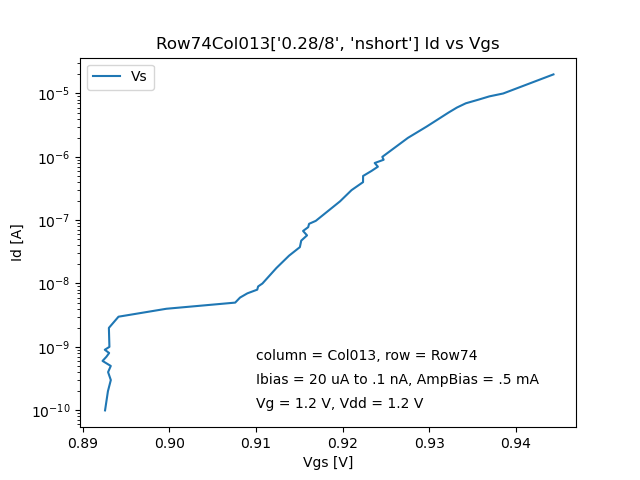 Row74Col013['0.28/8', 'nshort'] Id vs Vgs
Vs
Id [A]
10⁻⁵
10⁻⁶
10⁻⁷
10⁻⁸
10⁻⁹
10⁻¹⁰
column = Col013, row = Row74
Ibias = 20 uA to .1 nA, AmpBias = .5 mA
Vg = 1.2 V, Vdd = 1.2 V
0.89 0.90 0.91 0.92 0.93 0.94
Vgs [V]